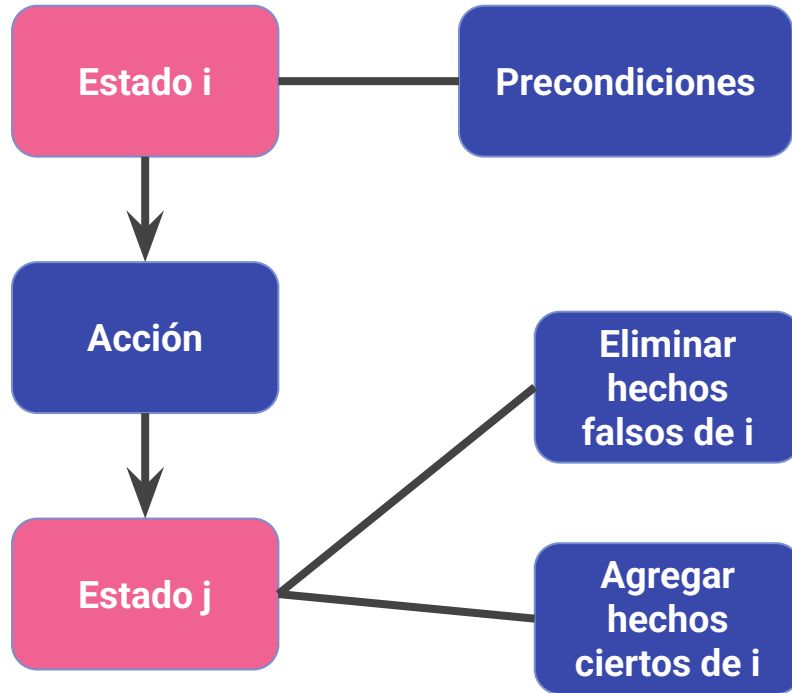 Estado i
Precondiciones
Acción
Eliminar
hechos
falsos de i
Estado j
Agregar
hechos
ciertos de i